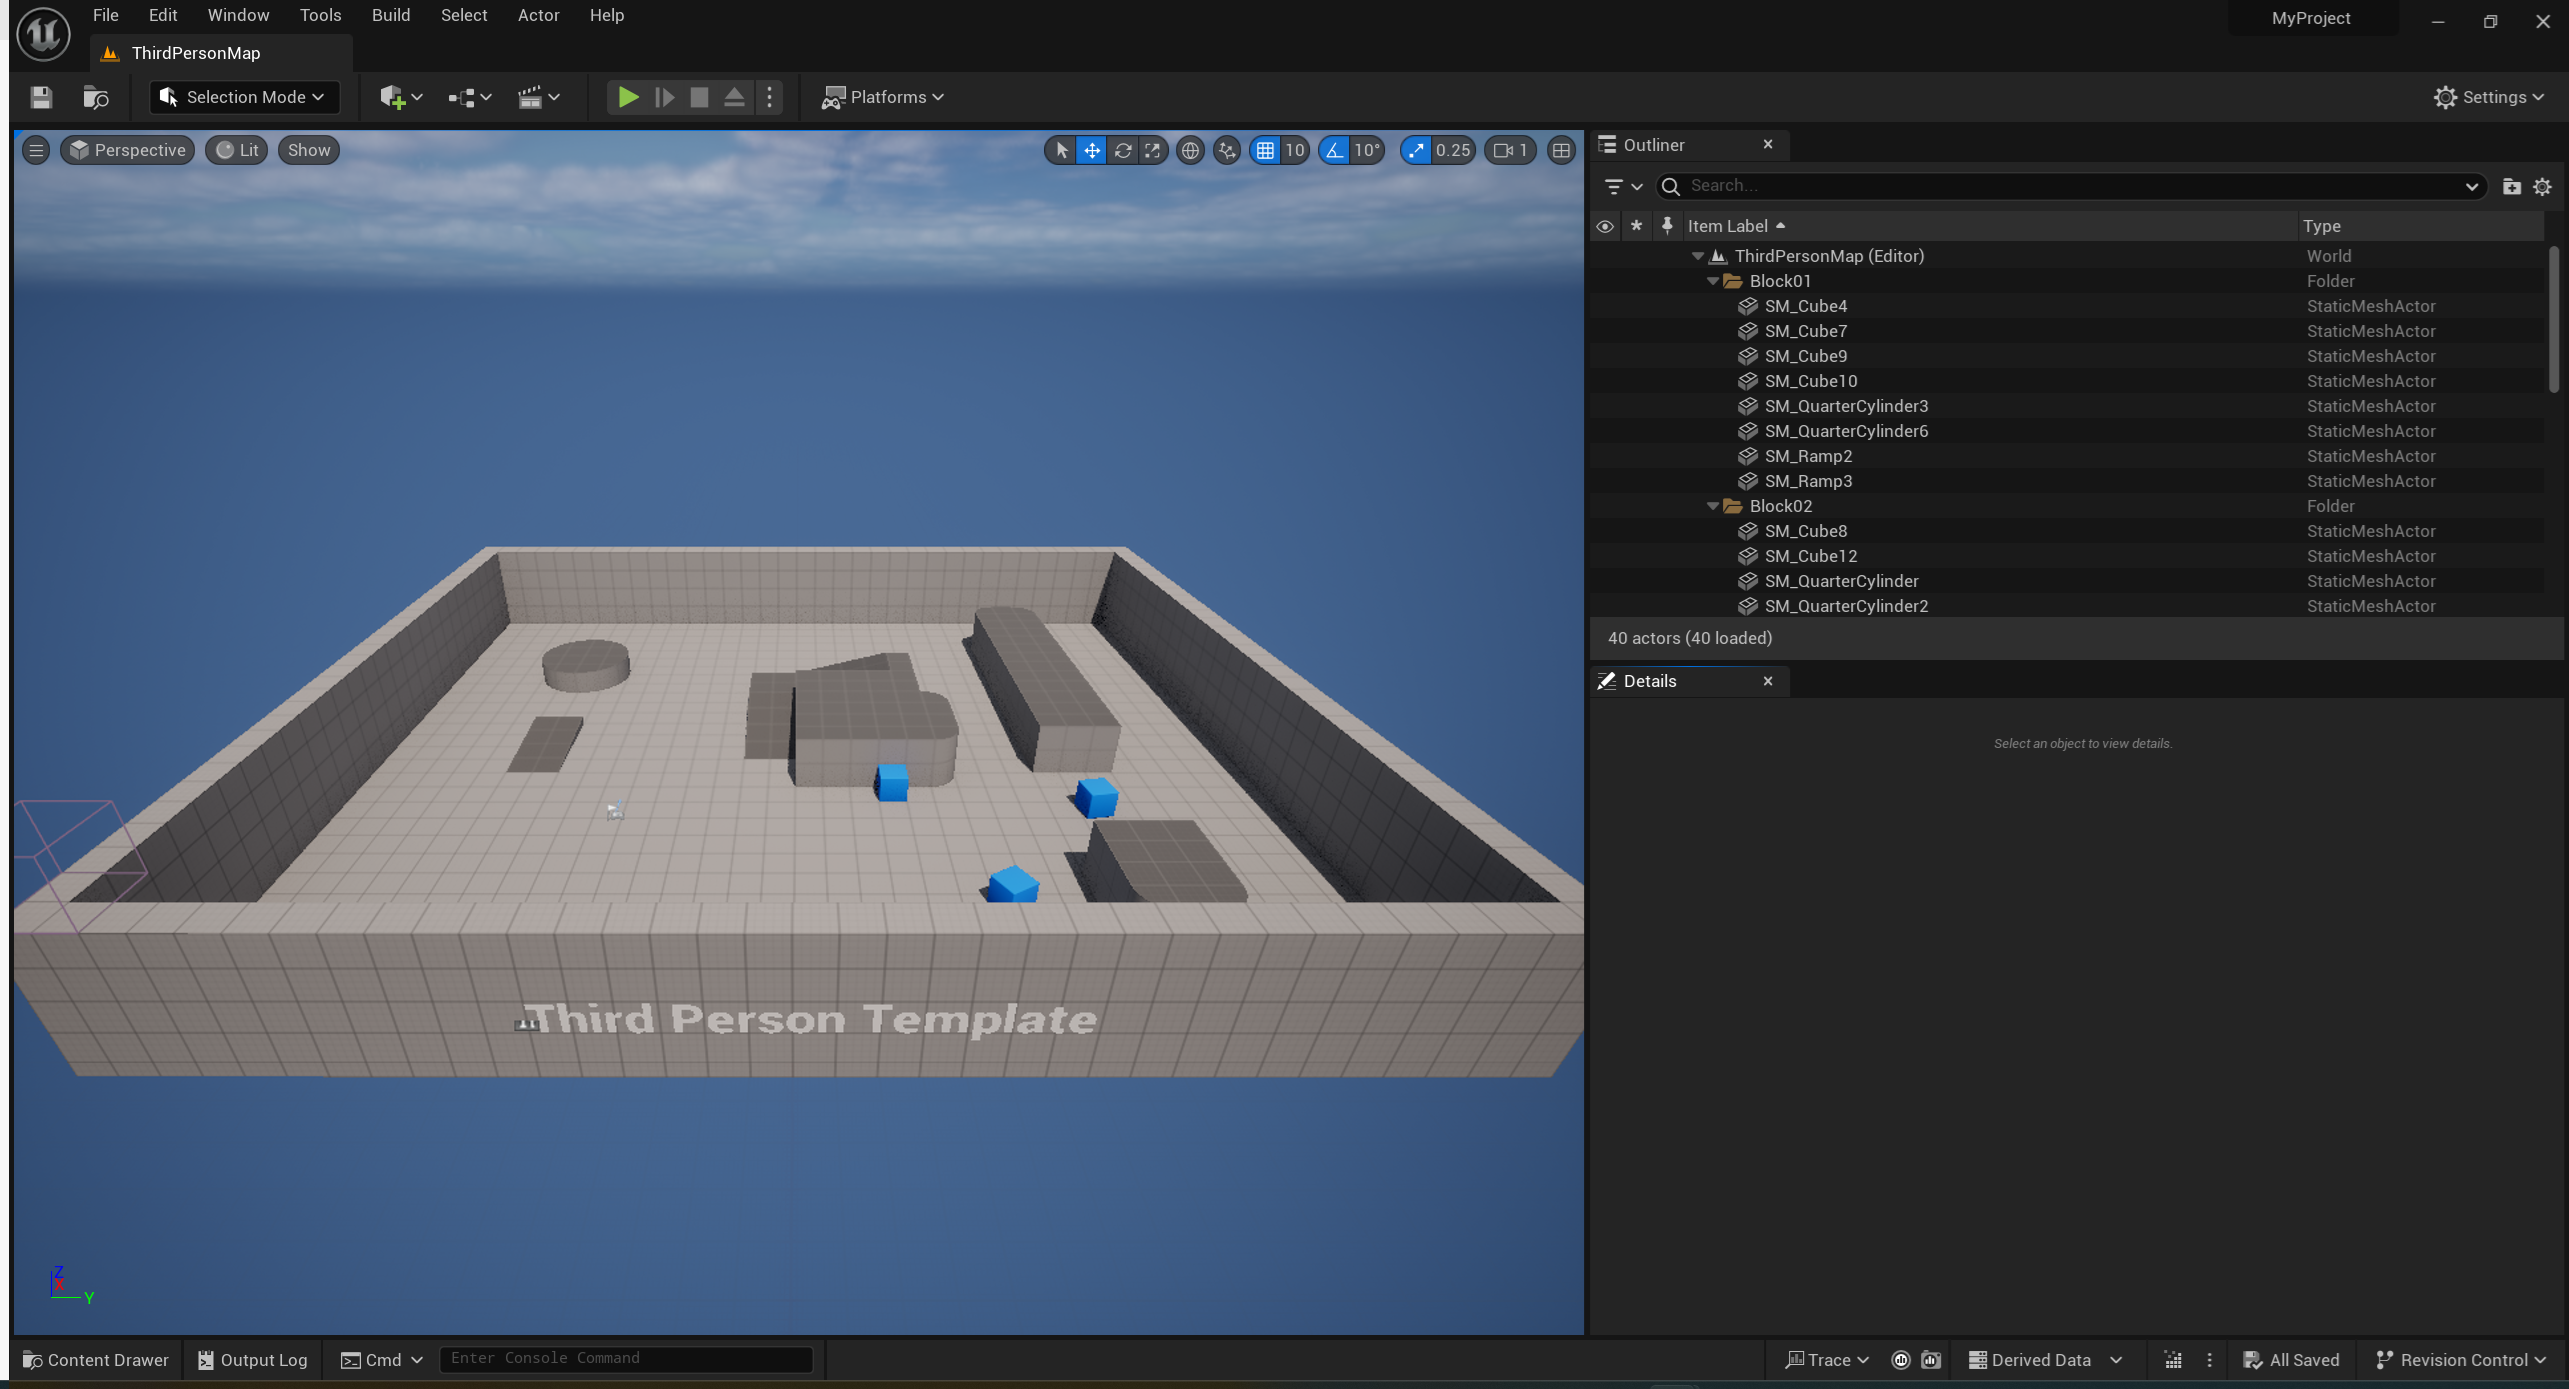 File Edit Window Tools Build Select Actor Help
MyProject
ThirdPersonMap
Selection Mode
Platforms
Settings
Perspective Lit Show
10 10° 0.25 1
Outliner
Search...
Item Label Type
ThirdPersonMap (Editor) World
Block01 Folder
SM_Cube4 StaticMeshActor
SM_Cube7 StaticMeshActor
SM_Cube9 StaticMeshActor
SM_Cube10 StaticMeshActor
SM_QuarterCylinder3 StaticMeshActor
SM_QuarterCylinder6 StaticMeshActor
SM_Ramp2 StaticMeshActor
SM_Ramp3 StaticMeshActor
Block02 Folder
SM_Cube8 StaticMeshActor
SM_Cube12 StaticMeshActor
SM_QuarterCylinder StaticMeshActor
SM_QuarterCylinder2 StaticMeshActor
40 actors (40 loaded)
Details
Select an object to view details.
Third Person Template
Z
X
Y
Content Drawer Output Log Cmd Enter Console Command Trace Derived Data All Saved Revision Control